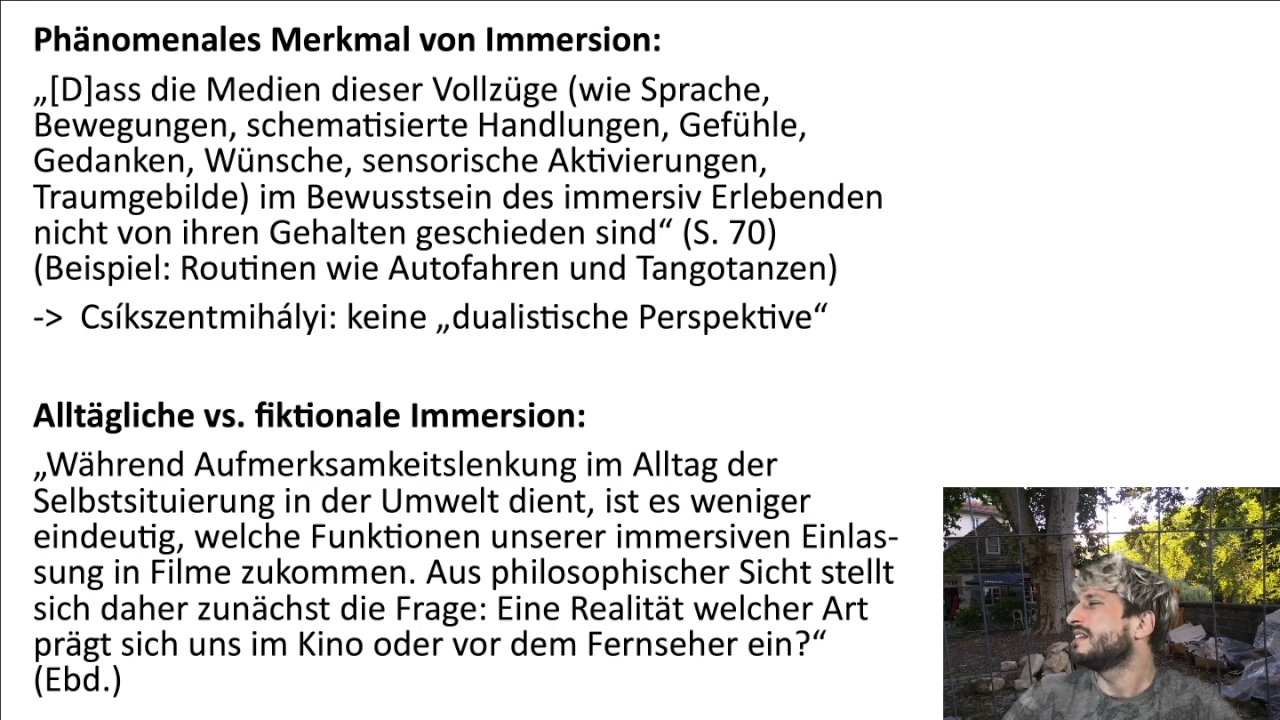 Phänomenales Merkmal von Immersion:
„[D]ass die Medien dieser Vollzüge (wie Sprache,
Bewegungen, schematisierte Handlungen, Gefühle,
Gedanken, Wünsche, sensorische Aktivierungen,
Traumgebilde) im Bewusstsein des immersiv Erlebenden
nicht von ihren Gehalten geschieden sind“ (S. 70)
(Beispiel: Routinen wie Autofahren und Tangotanzen)
-> Csíkszentmihályi: keine „dualistische Perspektive“
Alltägliche vs. fiktionale Immersion:
„Während Aufmerksamkeitslenkung im Alltag der
Selbstsituierung in der Umwelt dient, ist es weniger
eindeutig, welche Funktionen unserer immersiven Einlas-
sung in Filme zukommen. Aus philosophischer Sicht stellt
sich daher zunächst die Frage: Eine Realität welcher Art
prägt sich uns im Kino oder vor dem Fernseher ein?“
(Ebd.)